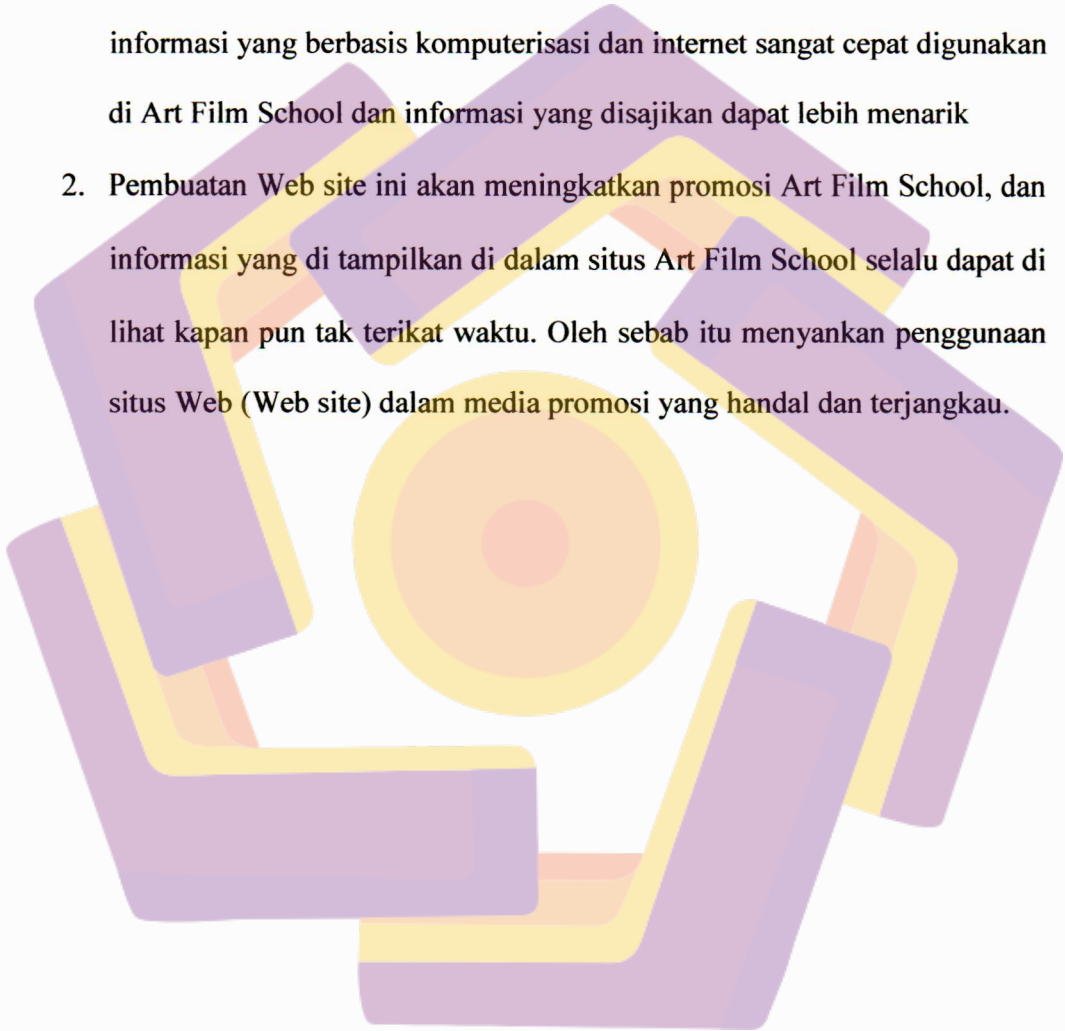 informasi yang berbasis komputerisasi dan internet sangat cepat digunakan
di Art Film School dan informasi yang disajikan dapat lebih menarik
2. Pembuatan Web site ini akan meningkatkan promosi Art Film School, dan
informasi yang di tampilkan di dalam situs Art Film School selalu dapat di
lihat kapan pun tak terikat waktu. Oleh sebab itu menyankan penggunaan
situs Web (Web site) dalam media promosi yang handal dan terjangkau.